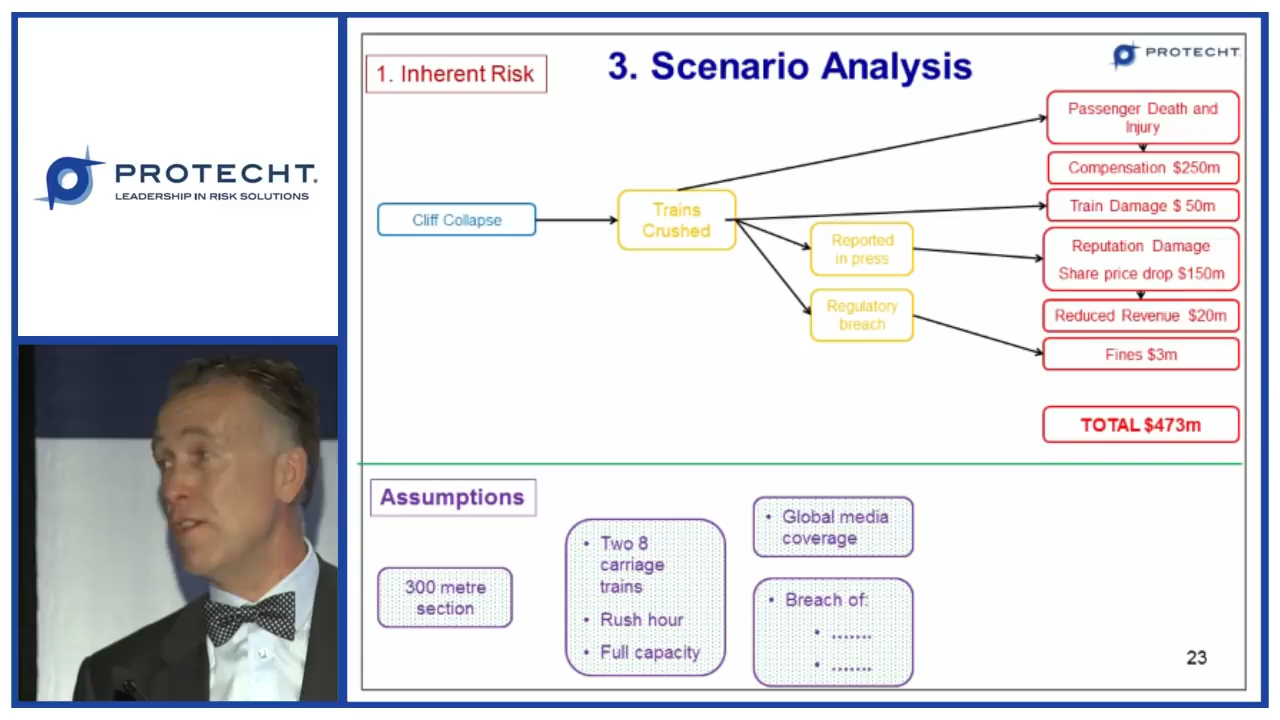 PROTECHT.
LEADERSHIP IN RISK SOLUTIONS
1. Inherent Risk
3. Scenario Analysis
PROTECHT.
Cliff Collapse
Trains
Crushed
Reported
in press
Regulatory
breach
Passenger Death and
Injury
Compensation $250m
Train Damage $ 50m
Reputation Damage
Share price drop $150m
Reduced Revenue $20m
Fines $3m
TOTAL $473m
Assumptions
300 metre
section
• Two 8
carriage
trains
• Rush hour
• Full capacity
• Global media
coverage
• Breach of:
• .......
• .......
23